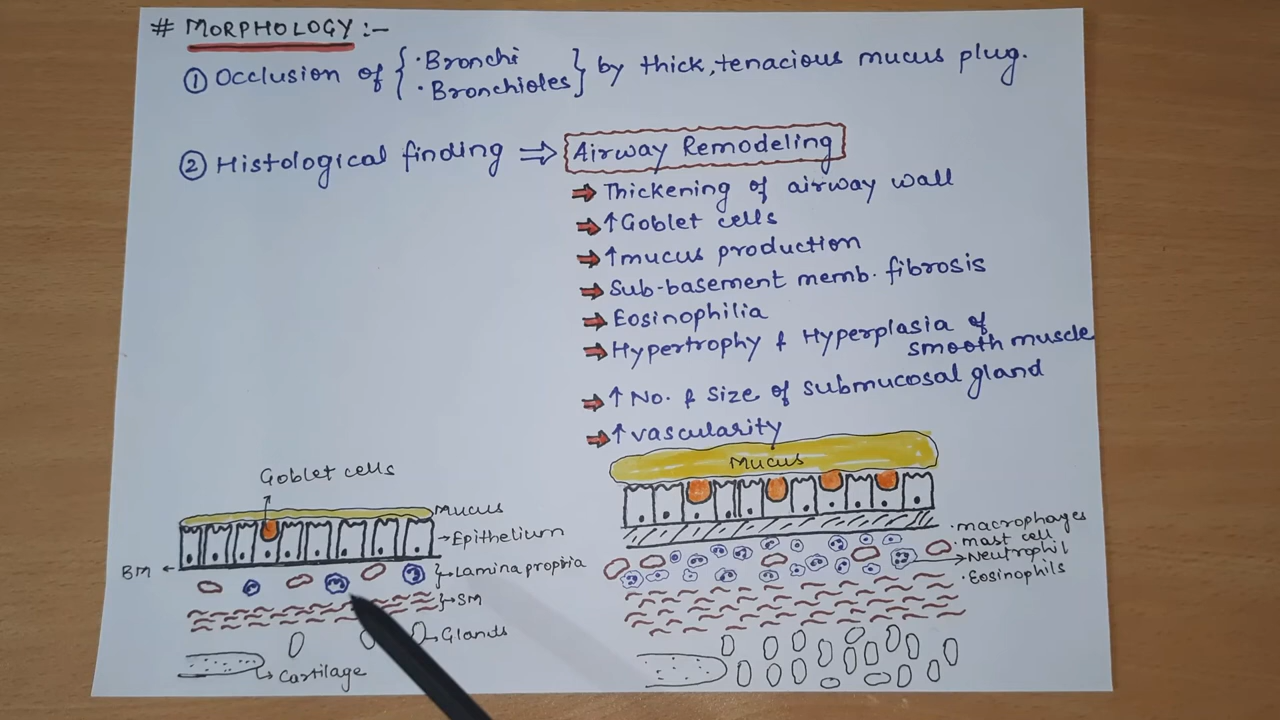 # MORPHOLOGY :-
① Occlusion of { · Bronchi
· Bronchioles } by thick, tenacious mucus plug.
② Histological finding ⇒ Airway Remodeling
➡ Thickening of airway wall
➡ ↑ Goblet cells
➡ ↑ mucus production
➡ Sub-basement memb. fibrosis
➡ Eosinophilia
➡ Hypertrophy & Hyperplasia of
smooth muscle
➡ ↑ No. & Size of submucosal gland
➡ ↑ vascularity
Goblet cells
Mucus
Epithelium
BM
Lamina propria
SM
Glands
Cartilage
Mucus
· macrophages
· mast cell
Neutrophil
· Eosinophils